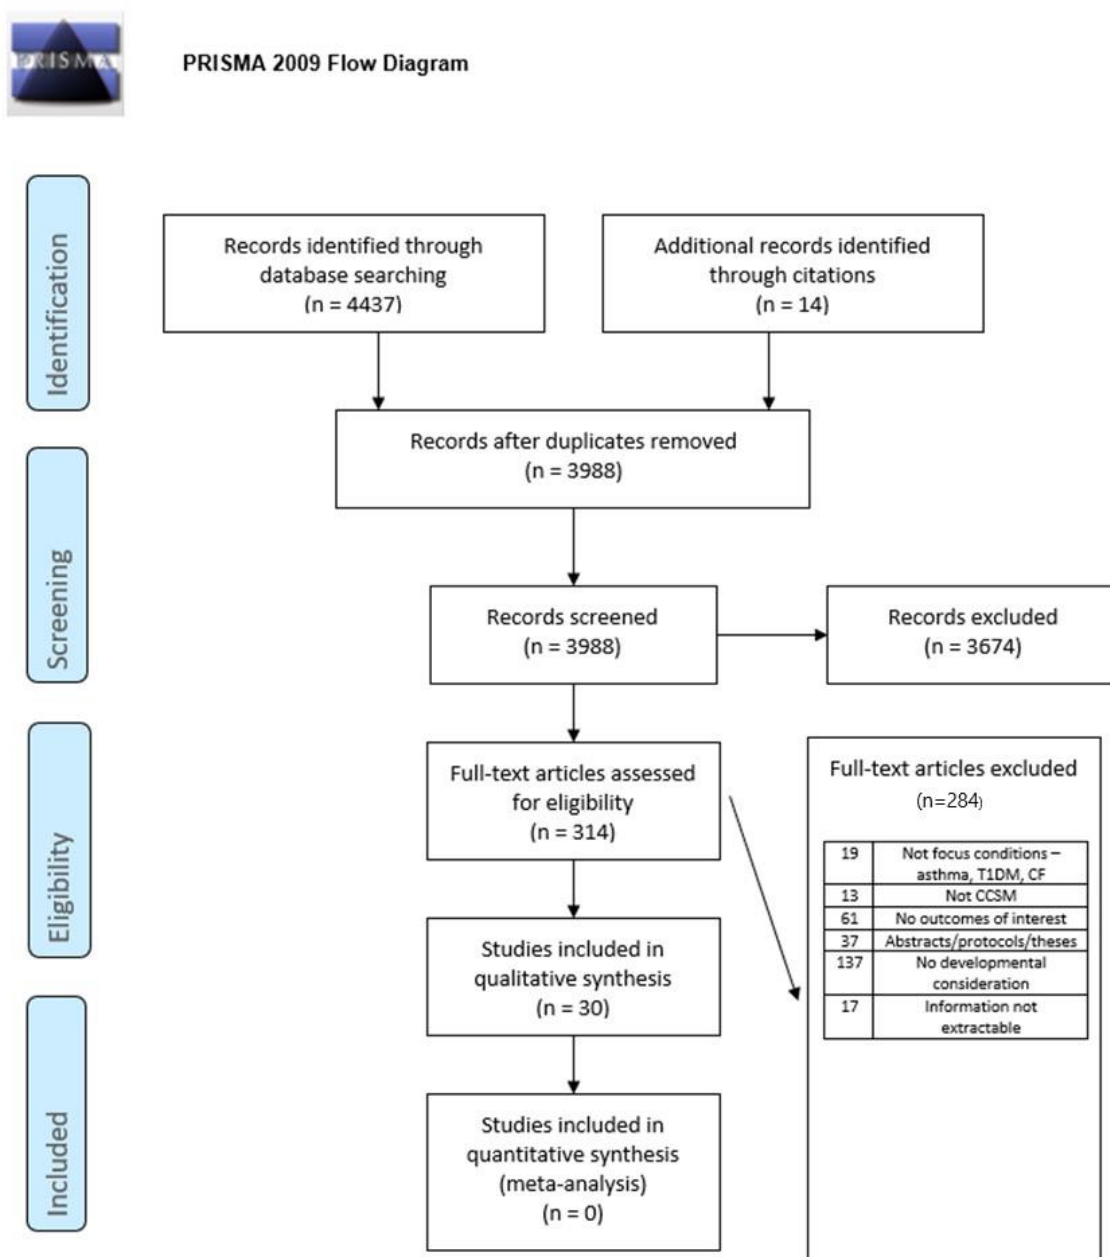 PRISMA
PRISMA 2009 Flow Diagram
Identification
Records identified through
database searching
(n = 4437)
Additional records identified
through citations
(n = 14)
Records after duplicates removed
(n = 3988)
Screening
Records screened
(n = 3988)
Records excluded
(n = 3674)
Eligibility
Full-text articles assessed
for eligibility
(n = 314)
Full-text articles excluded
(n=284)
19 Not focus conditions –
asthma, T1DM, CF
13 Not CCSM
61 No outcomes of interest
37 Abstracts/protocols/theses
137 No developmental
consideration
17 Information not
extractable
Studies included in
qualitative synthesis
(n = 30)
Included
Studies included in
quantitative synthesis
(meta-analysis)
(n = 0)